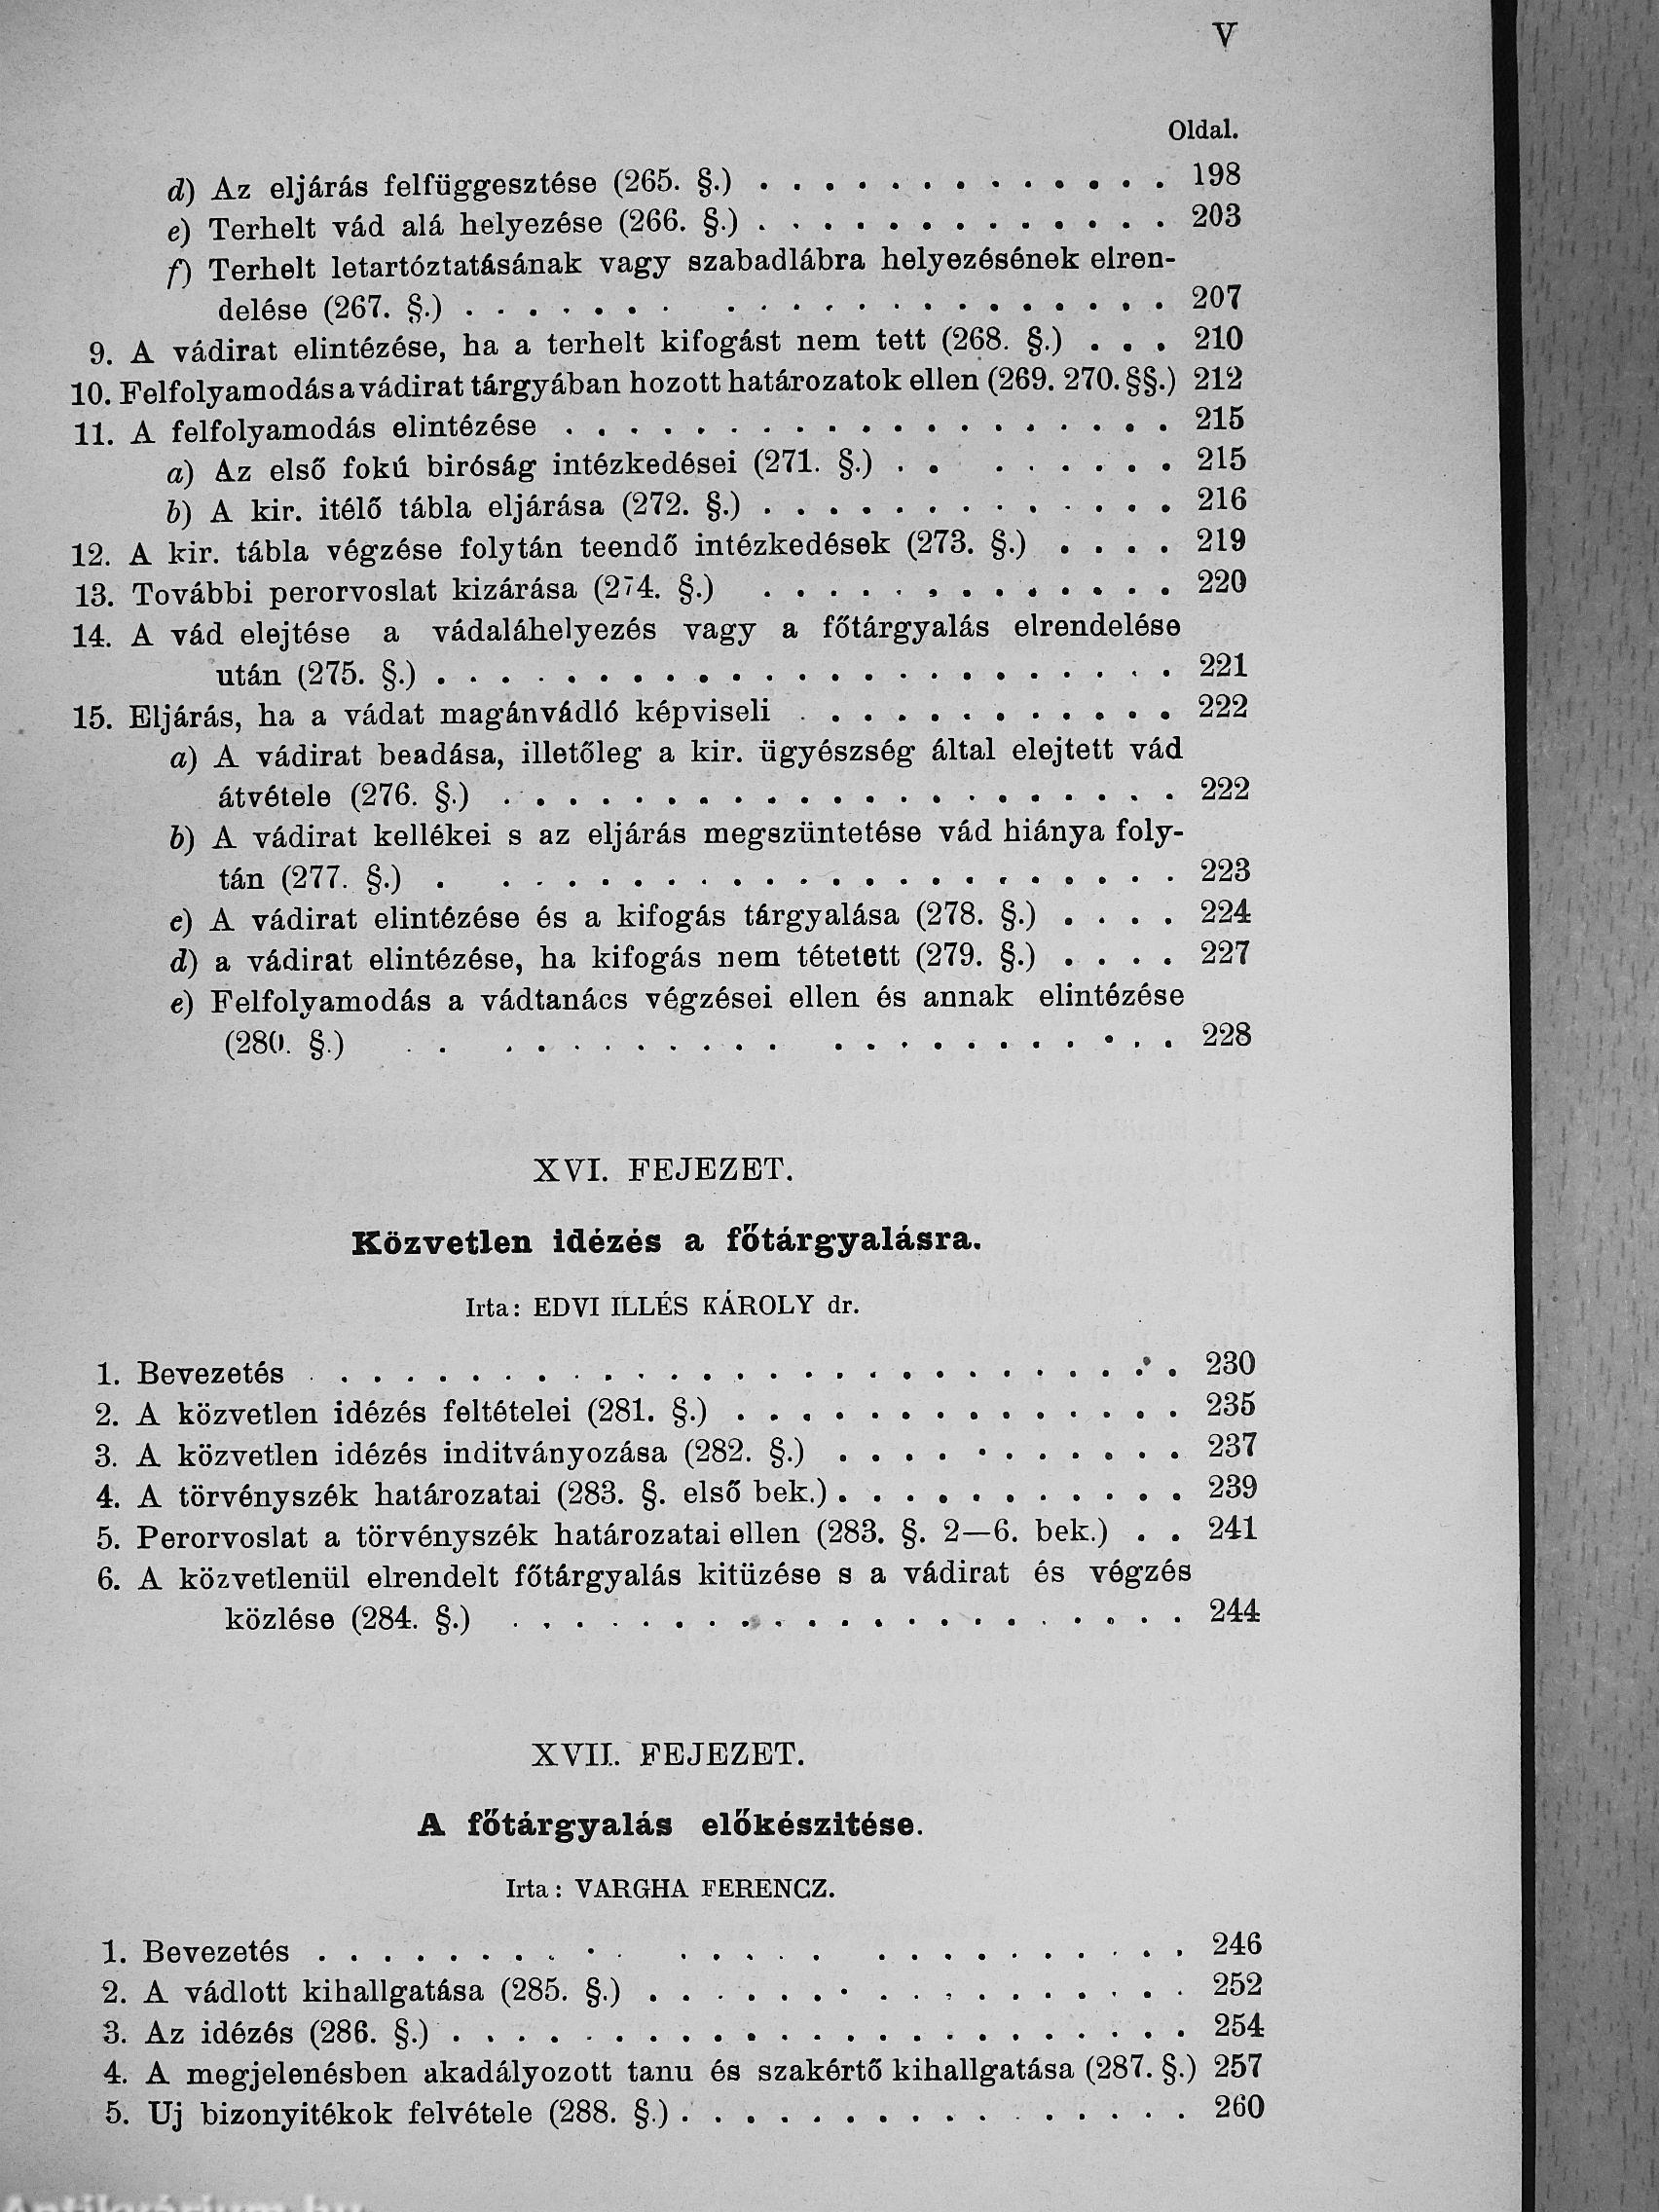 V
Oldal.
d) Az eljárás felfüggesztése (265. §.) . . . . . . . . . . . . . 198
e) Terhelt vád alá helyezése (266. §.) . . . . . . . . . . . . . 203
f) Terhelt letartóztatásának vagy szabadlábra helyezésének elren-
delése (267. §.) . . . . . . . . . . . . . . . . . . . . . 207
9. A vádirat elintézése, ha a terhelt kifogást nem tett (268. §.) . . . 210
10. Felfolyamodás a vádirat tárgyában hozott határozatok ellen (269. 270. §§.) 212
11. A felfolyamodás elintézése . . . . . . . . . . . . . . . . . . . 215
a) Az első fokú biróság intézkedései (271. §.) . . . . . . . . 215
b) A kir. itélő tábla eljárása (272. §.) . . . . . . . . . . . . . 216
12. A kir. tábla végzése folytán teendő intézkedések (273. §.) . . . . 219
13. További perorvoslat kizárása (274. §.) . . . . . . . . . . . . . 220
14. A vád elejtése a vádaláhelyezés vagy a főtárgyalás elrendelése
után (275. §.) . . . . . . . . . . . . . . . . . . . . . . . 221
15. Eljárás, ha a vádat magánvádló képviseli . . . . . . . . . . . . 222
a) A vádirat beadása, illetőleg a kir. ügyészség által elejtett vád
átvétele (276. §.) . . . . . . . . . . . . . . . . . . . . . 222
b) A vádirat kellékei s az eljárás megszüntetése vád hiánya foly-
tán (277. §.) . . . . . . . . . . . . . . . . . . . . . . 223
c) A vádirat elintézése és a kifogás tárgyalása (278. §.) . . . . 224
d) a vádirat elintézése, ha kifogás nem tétetett (279. §.) . . . . 227
e) Felfolyamodás a vádtanács végzései ellen és annak elintézése
(280. §.) . . . . . . . . . . . . . . . . . . . . . . 228
XVI. FEJEZET.
Közvetlen idézés a főtárgyalásra.
Irta: EDVI ILLÉS KÁROLY dr.
1. Bevezetés . . . . . . . . . . . . . . . . . . . . . . . . . . . 230
2. A közvetlen idézés feltételei (281. §.) . . . . . . . . . . . . . . 235
3. A közvetlen idézés inditványozása (282. §.) . . . . . . . . . . . 237
4. A törvényszék határozatai (283. §. első bek.) . . . . . . . . . . . 239
5. Perorvoslat a törvényszék határozatai ellen (283. §. 2—6. bek.) . . 241
6. A közvetlenül elrendelt főtárgyalás kitüzése s a vádirat és végzés
közlése (284. §.) . . . . . . . . . . . . . . . . . . . . . 244
XVII. FEJEZET.
A főtárgyalás előkészitése.
Irta: VARGHA FERENCZ.
1. Bevezetés . . . . . . . . . . . . . . . . . . . . . . . . . 246
2. A vádlott kihallgatása (285. §.) . . . . . . . . . . . . . . . . . 252
3. Az idézés (286. §.) . . . . . . . . . . . . . . . . . . . . . . . 254
4. A megjelenésben akadályozott tanu és szakértő kihallgatása (287. §.) 257
5. Uj bizonyitékok felvétele (288. §.) . . . . . . . . . . . . . . . 260
Antikvárium.hu